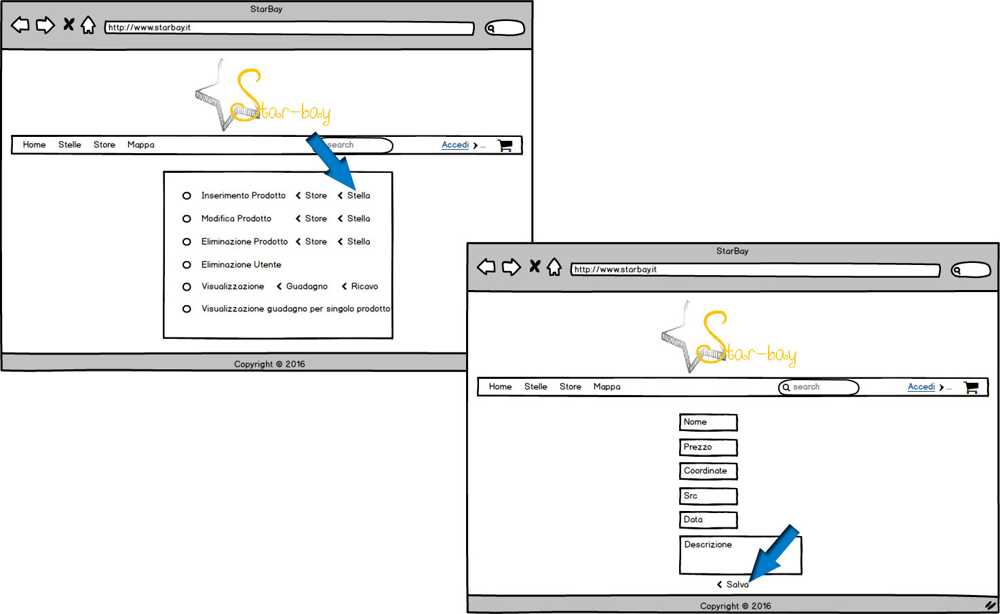 StarBay
http://www.starbay.it
Star-bay
Home Stelle Store Mappa search Accedi ...
Inserimento Prodotto Store Stella
Modifica Prodotto Store Stella
Eliminazione Prodotto Store Stella
Eliminazione Utente
Visualizzazione Guadagno Ricavo
Visualizzazione guadagno per singolo prodotto
Copyright © 2016
StarBay
http://www.starbay.it
Star-bay
Home Stelle Store Mappa search Accedi ...
Nome
Prezzo
Coordinate
Src
Data
Descrizione
Salva
Copyright © 2016